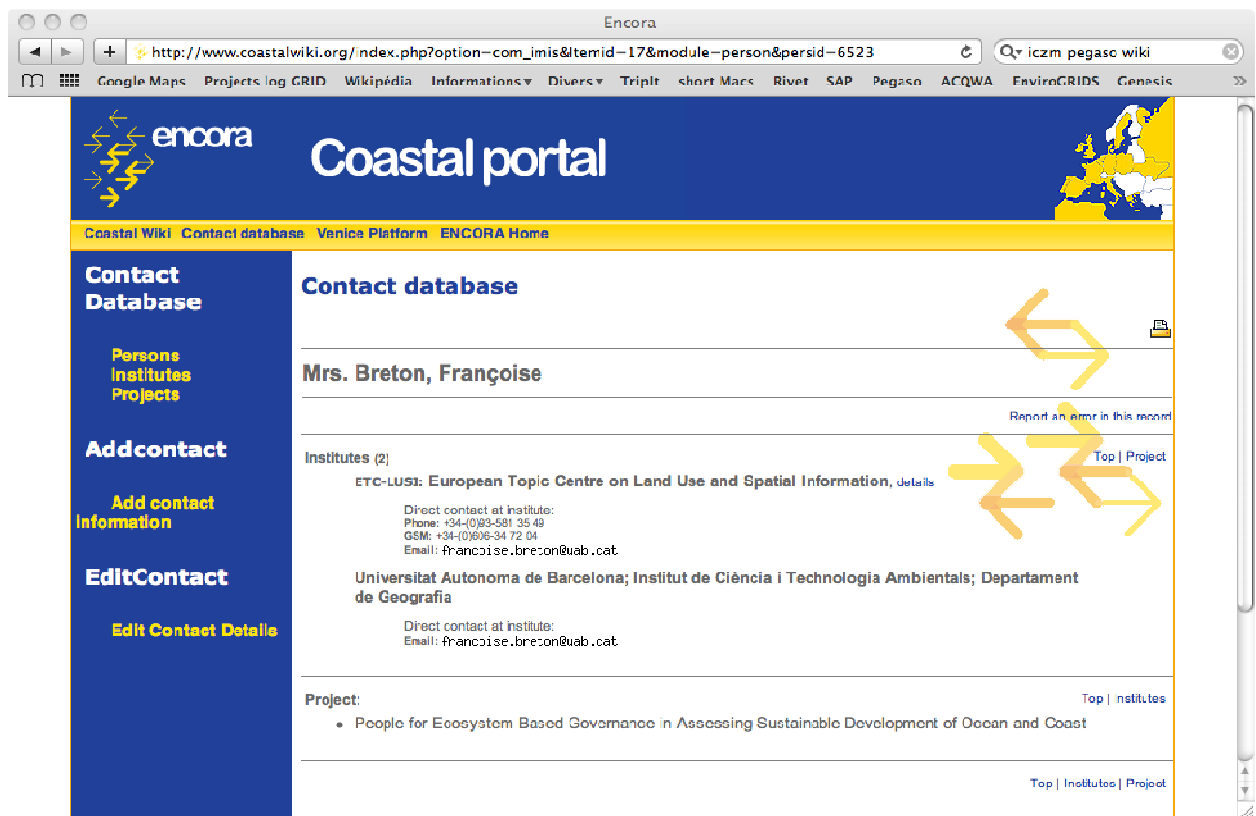 Encora
http://www.coastalwiki.org/index.php?option=com_imis&Itemid=17&module=person&persid=6523
iczm pegaso wiki
Google Maps Projects log GRID Wikipédia Informations Divers TripIt short Macs Rivet SAP Pegaso ACQWA EnviroGRIDS Genesis
encora
Coastal portal
Coastal Wiki Contact database Venice Platform ENCORA Home
Contact
Database
Persons
Institutes
Projects
Addcontact
Add contact
information
EditContact
Edit Contact Details
Contact database
Mrs. Breton, Françoise
Report an error in this record
Institutes (2)
Top | Project
ETC-LUSI: European Topic Centre on Land Use and Spatial Information, details
Direct contact at institute:
Phone: +34-(0)93-581 35 49
GSM: +34-(0)606-34 72 04
Email: francoise.breton@uab.cat
Universitat Autonoma de Barcelona; Institut de Ciència i Technologia Ambientals; Departament
de Geografia
Direct contact at institute:
Email: francoise.breton@uab.cat
Project:
Top | Institutes
• People for Ecosystem Based Governance in Assessing Sustainable Development of Ocean and Coast
Top | Institutes | Project